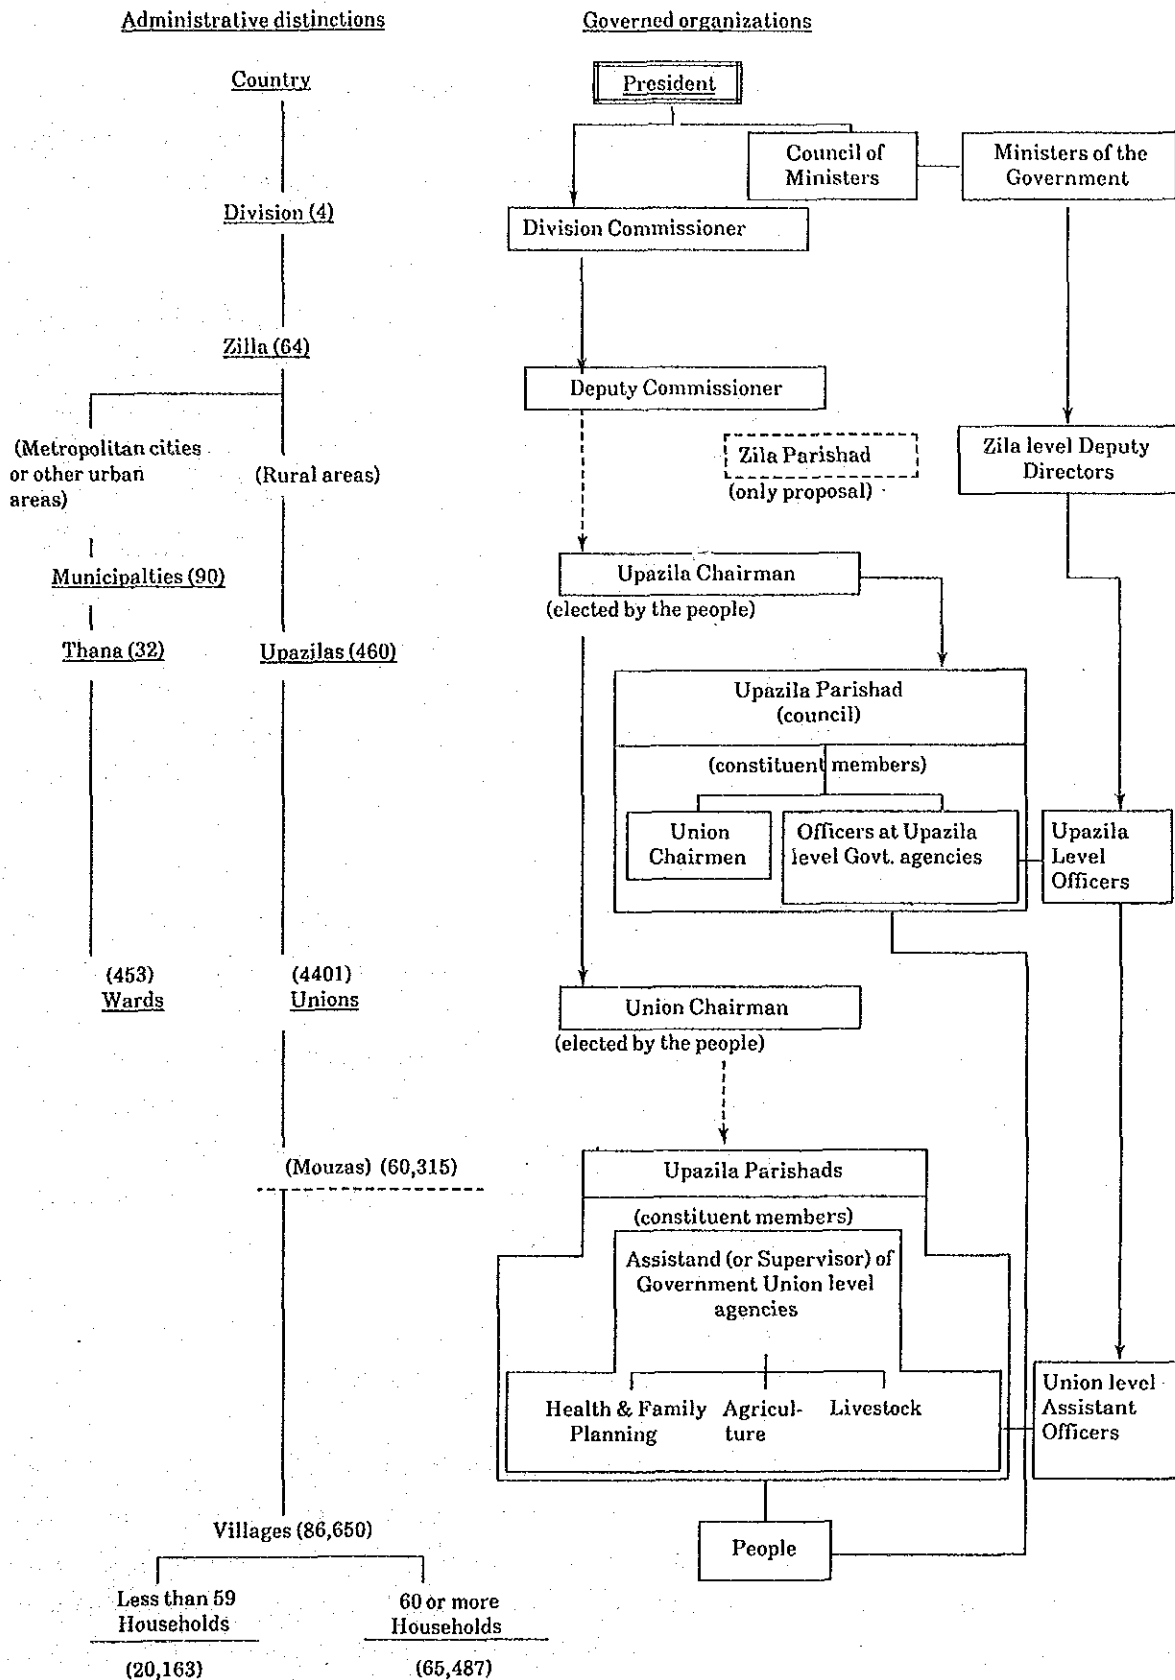 Administrative distinctions
Governed organizations
Country
President
Council of
Ministers
Ministers of the
Government
Division (4)
Division Commissioner
Zilla (64)
Deputy Commissioner
(Metropolitan cities
or other urban
areas)
(Rural areas)
Zila Parishad
(only proposal)
Zila level Deputy
Directors
Municipalties (90)
Upazila Chairman
(elected by the people)
Thana (32)
Upazilas (460)
Upazila Parishad
(council)
(constituent members)
Union
Chairmen
Officers at Upazila
level Govt. agencies
Upazila
Level
Officers
(453)
Wards
(4401)
Unions
Union Chairman
(elected by the people)
(Mouzas) (60,315)
Upazila Parishads
(constituent members)
Assistand (or Supervisor) of
Government Union level
agencies
Health & Family
Planning
Agricul-
ture
Livestock
Union level
Assistant
Officers
Villages (86,650)
People
Less than 59
Households
60 or more
Households
(20,163)
(65,487)